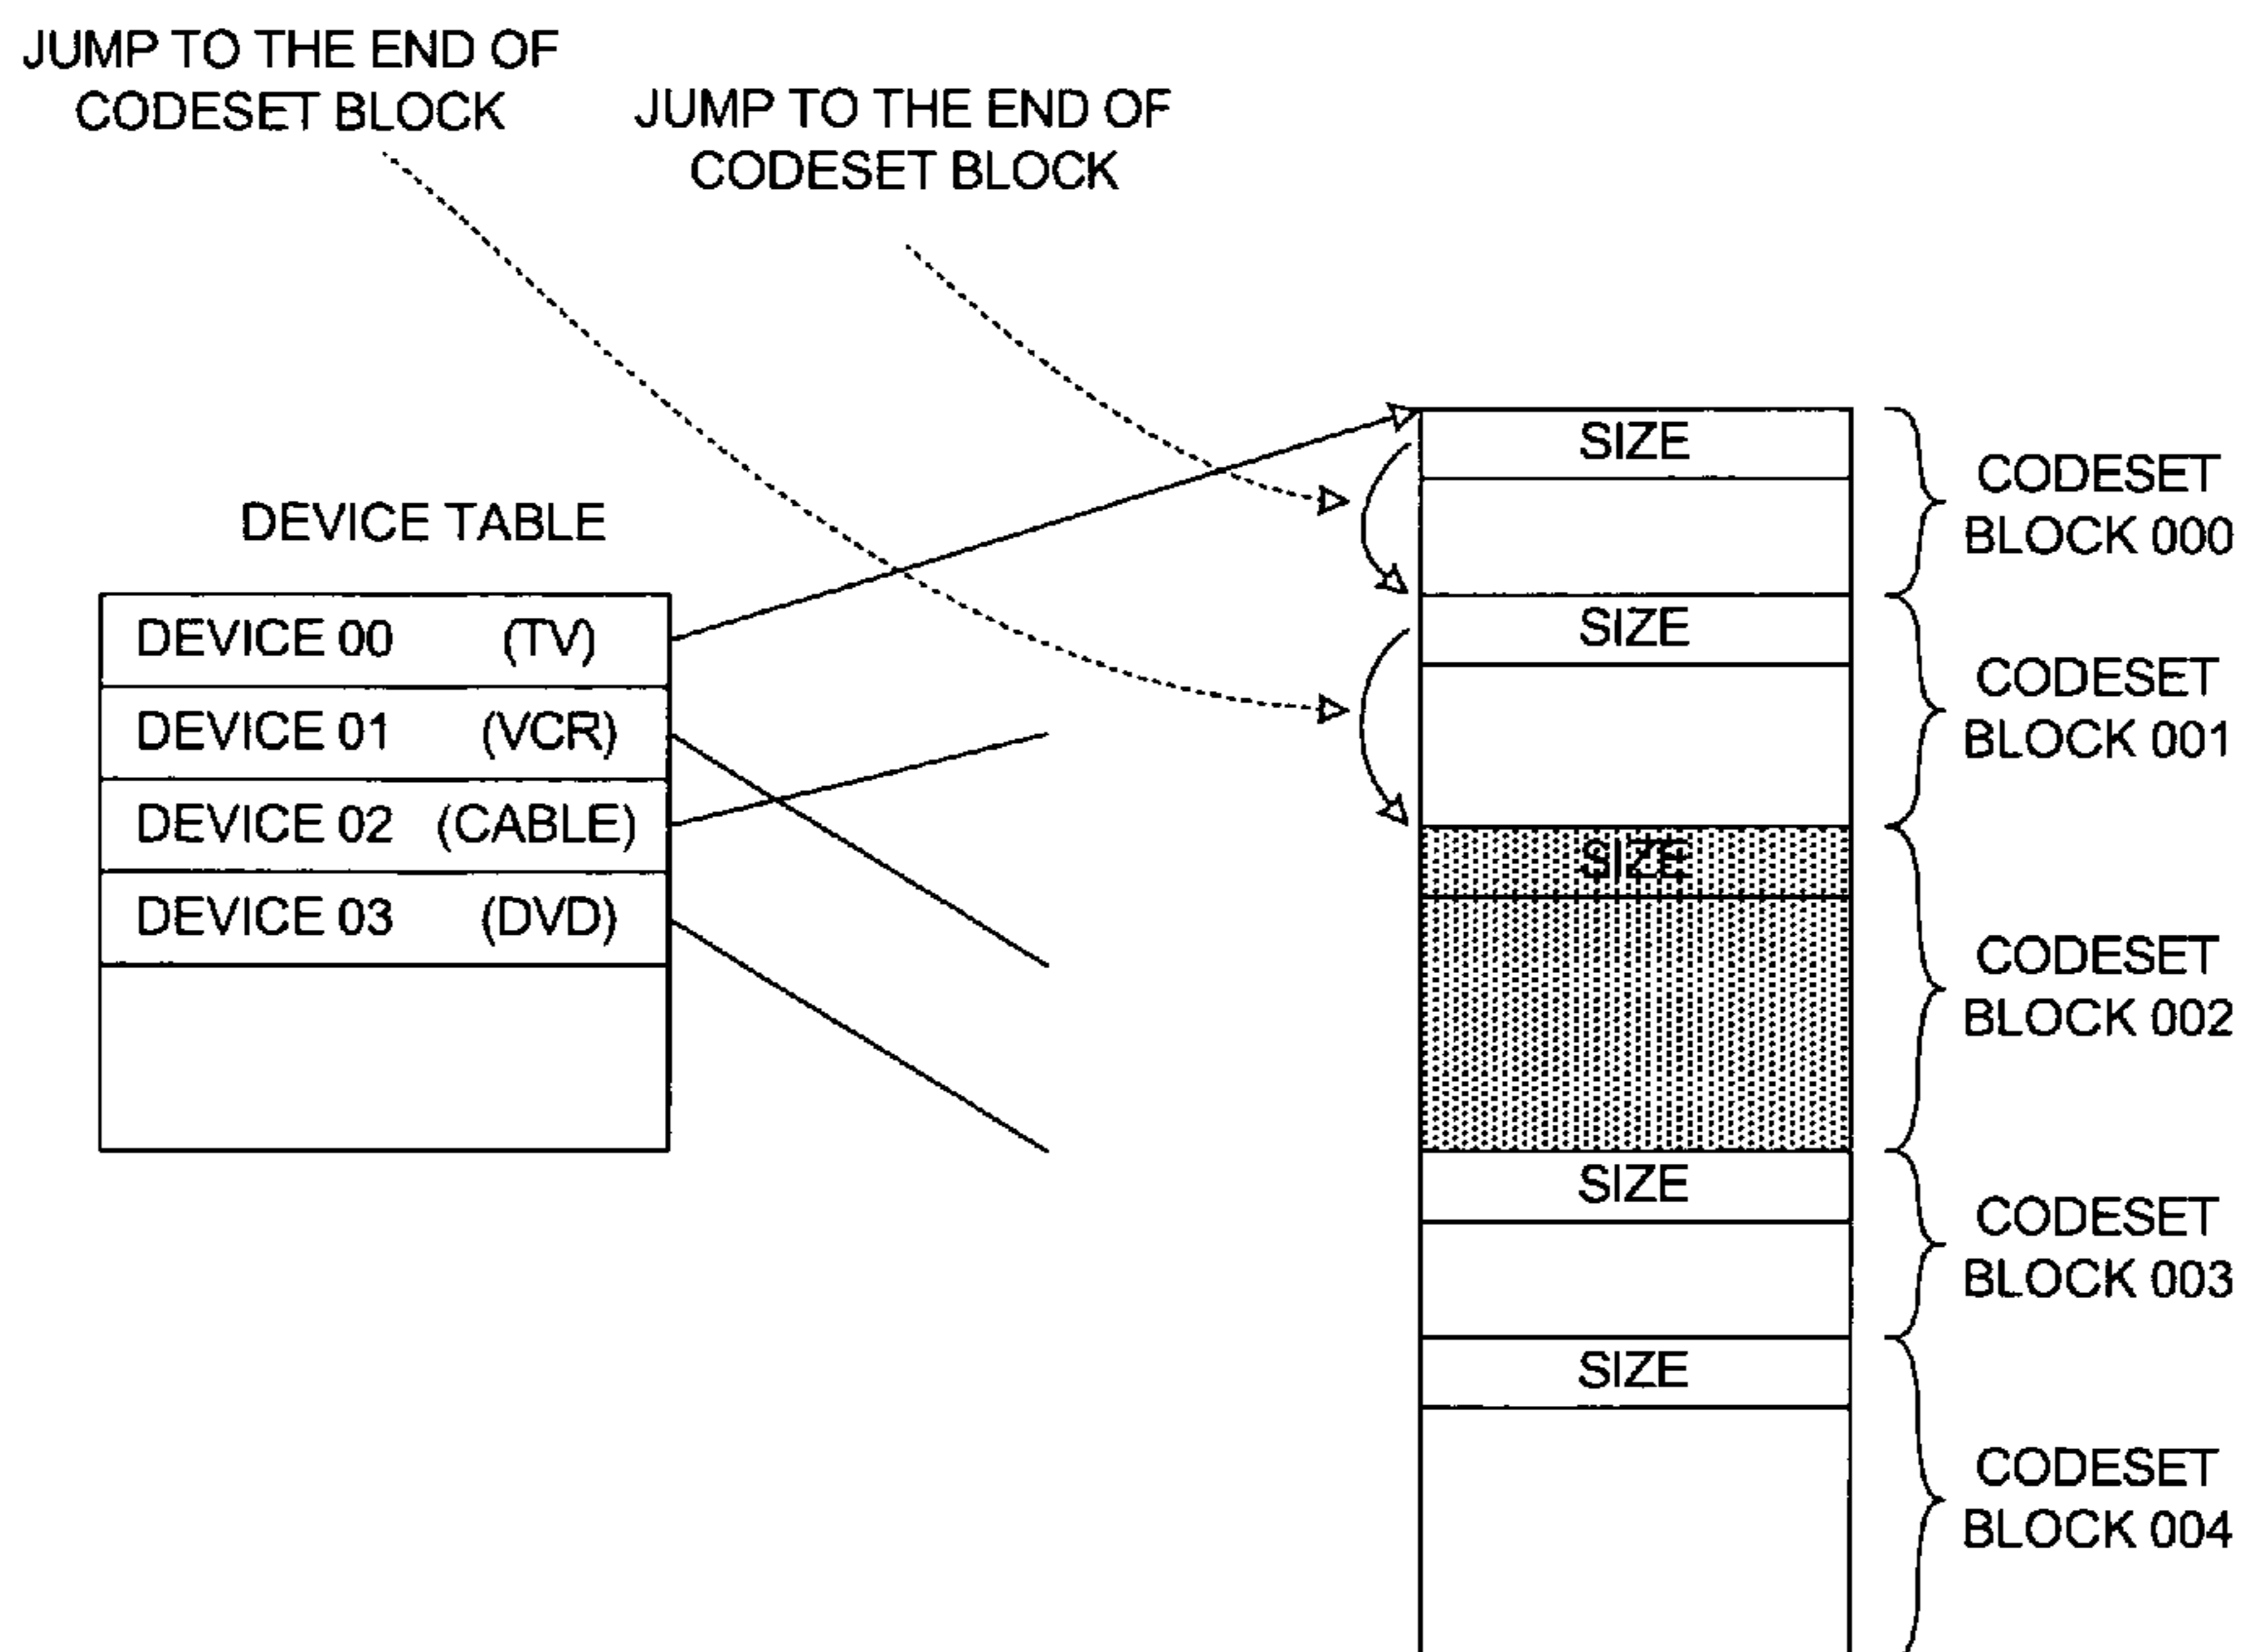 JUMP TO THE END OF
CODESET BLOCK
JUMP TO THE END OF
CODESET BLOCK
DEVICE TABLE
DEVICE 00 (TV)
DEVICE 01 (VCR)
DEVICE 02 (CABLE)
DEVICE 03 (DVD)
SIZE
CODESET
BLOCK 000
SIZE
CODESET
BLOCK 001
SIZE
CODESET
BLOCK 002
SIZE
CODESET
BLOCK 003
SIZE
CODESET
BLOCK 004